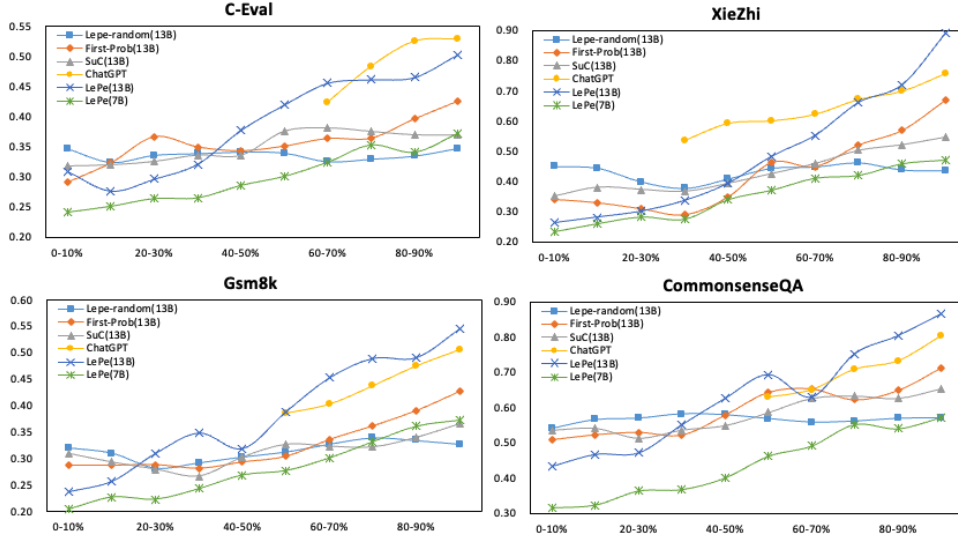 C-Eval
0.55
0.50
0.45
0.40
0.35
0.30
0.25
0.20
Lepe-random(13B)
First-Prob(13B)
SuC(13B)
ChatGPT
LePe(13B)
LePe(7B)
0-10%
20-30%
40-50%
60-70%
80-90%
XieZhi
0.90
0.80
0.70
0.60
0.50
0.40
0.30
0.20
Lepe-random(13B)
First-Prob(13B)
SuC(13B)
ChatGPT
LePe(13B)
LePe(7B)
0-10%
20-30%
40-50%
60-70%
80-90%
Gsm8k
0.60
0.55
0.50
0.45
0.40
0.35
0.30
0.25
0.20
Lepe-random(13B)
First-Prob(13B)
SuC(13B)
ChatGPT
LePe(13B)
LePe(7B)
0-10%
20-30%
40-50%
60-70%
80-90%
CommonsenseQA
0.90
0.80
0.70
0.60
0.50
0.40
0.30
Lepe-random(13B)
First-Prob(13B)
SuC(13B)
ChatGPT
LePe(13B)
LePe(7B)
0-10%
20-30%
40-50%
60-70%
80-90%